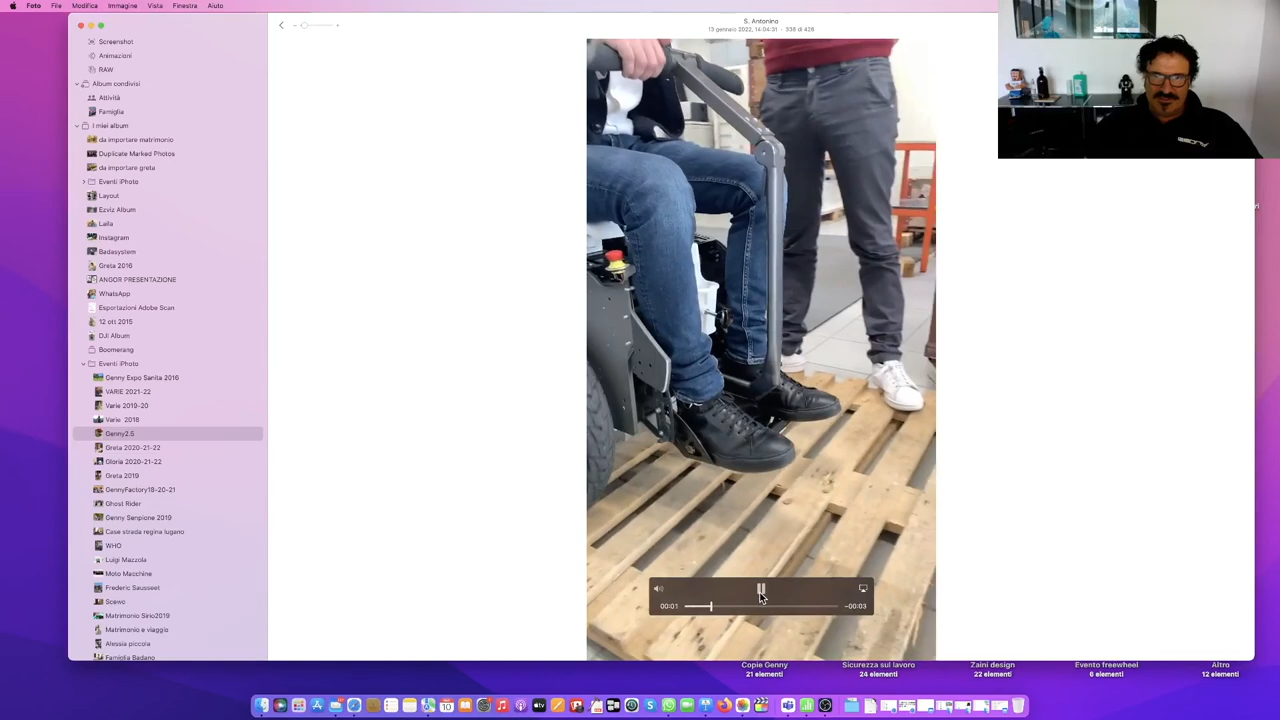 Foto File Modifica Immagine Vista Finestra Aiuto
S. Antonino
13 gennaio 2022, 14:04:31 · 338 di 428
Screenshot
Animazioni
RAW
Album condivisi
Attività
Famiglia
I miei album
da importare matrimonio
Duplicate Marked Photos
da importare greta
Eventi iPhoto
Layout
Ezviz Album
Laila
Instagram
Badasystem
Greta 2016
ANGOR PRESENTAZIONE
WhatsApp
Esportazioni Adobe Scan
12 ott 2015
DJI Album
Boomerang
Eventi iPhoto
Genny Expo Sanita 2016
VARIE 2021-22
Varie 2019-20
Varie 2018
Genny2.5
Greta 2020-21-22
Gloria 2020-21-22
Greta 2019
GennyFactory18-20-21
Ghost Rider
Genny Senpione 2019
Case strada regina lugano
WHO
Luigi Mazzola
Moto Macchine
Frederic Sausset
Scewo
Matrimonio Sirio2019
Matrimonio e viaggio
Alessia piccola
Famiglia Badano
00:01 -00:03
Copie Genny Sicurezza sul lavoro Zaini design Evento freewheel Altro
21 elementi 24 elementi 22 elementi 6 elementi 12 elementi